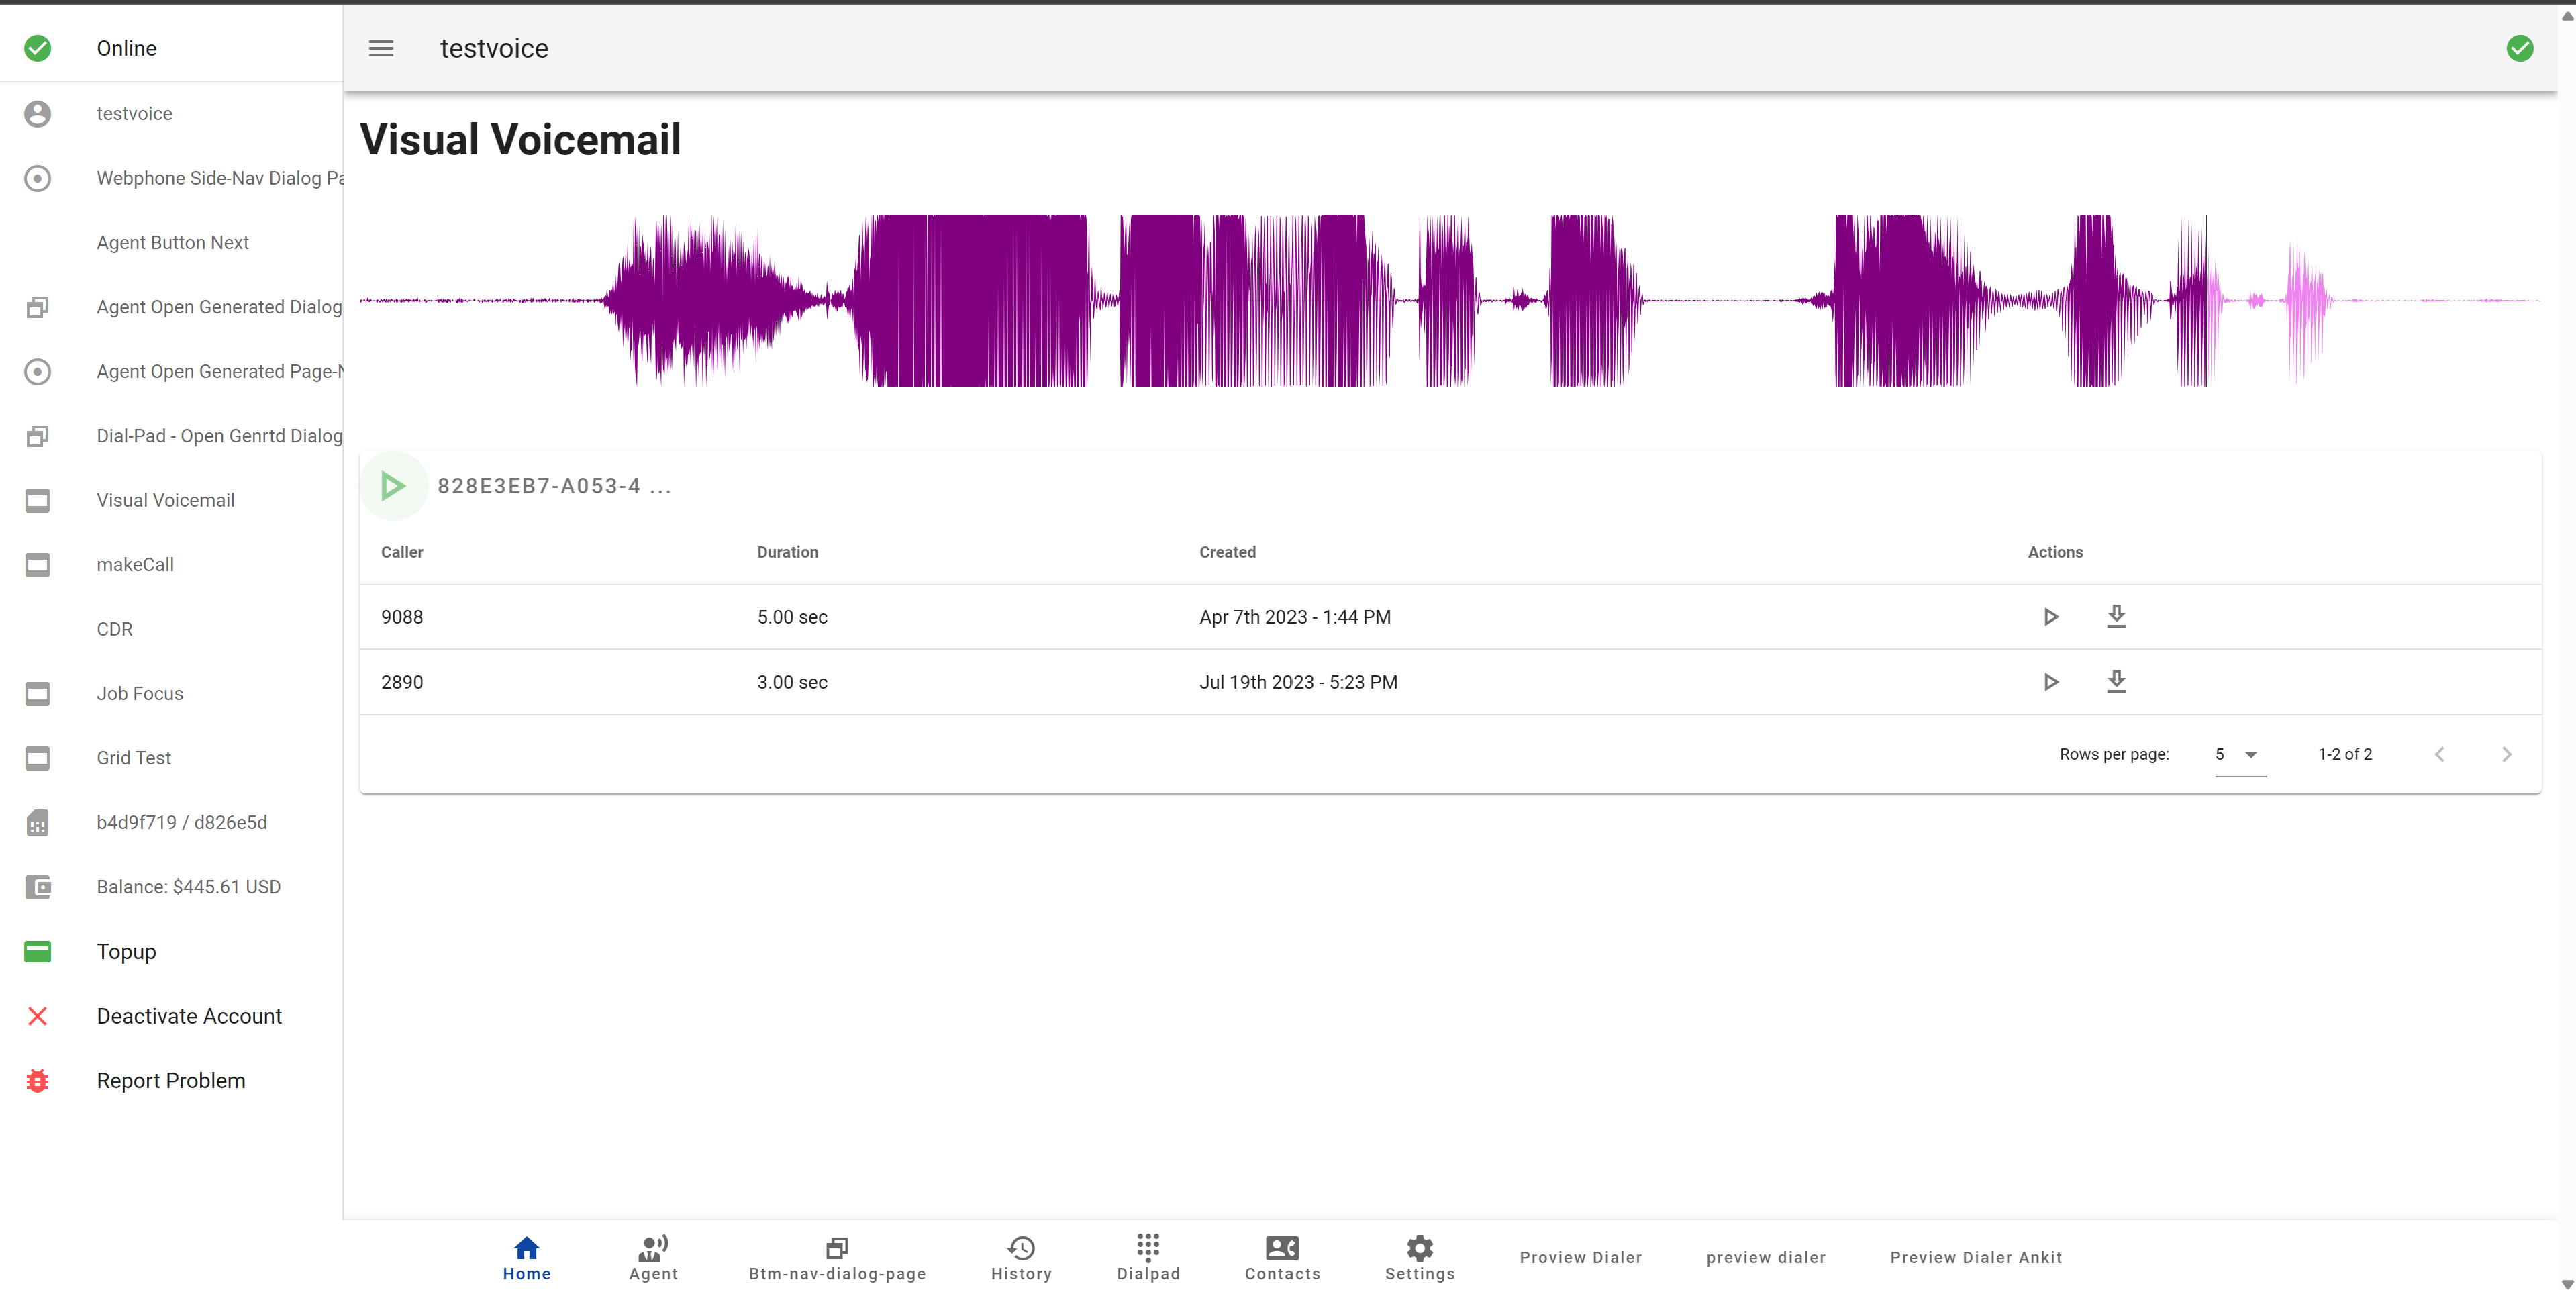 Online
testvoice
Webphone Side-Nav Dialog Pa
Agent Button Next
Agent Open Generated Dialog
Agent Open Generated Page-N
Dial-Pad - Open Genrtd Dialog
Visual Voicemail
makeCall
CDR
Job Focus
Grid Test
b4d9f719 / d826e5d
Balance: $445.61 USD
Topup
Deactivate Account
Report Problem
testvoice
Visual Voicemail
828E3EB7-A053-4 ...
Caller Duration Created Actions
9088 5.00 sec Apr 7th 2023 - 1:44 PM
2890 3.00 sec Jul 19th 2023 - 5:23 PM
Rows per page: 5 1-2 of 2
Home Agent Btm-nav-dialog-page History Dialpad Contacts Settings Proview Dialer preview dialer Preview Dialer Ankit